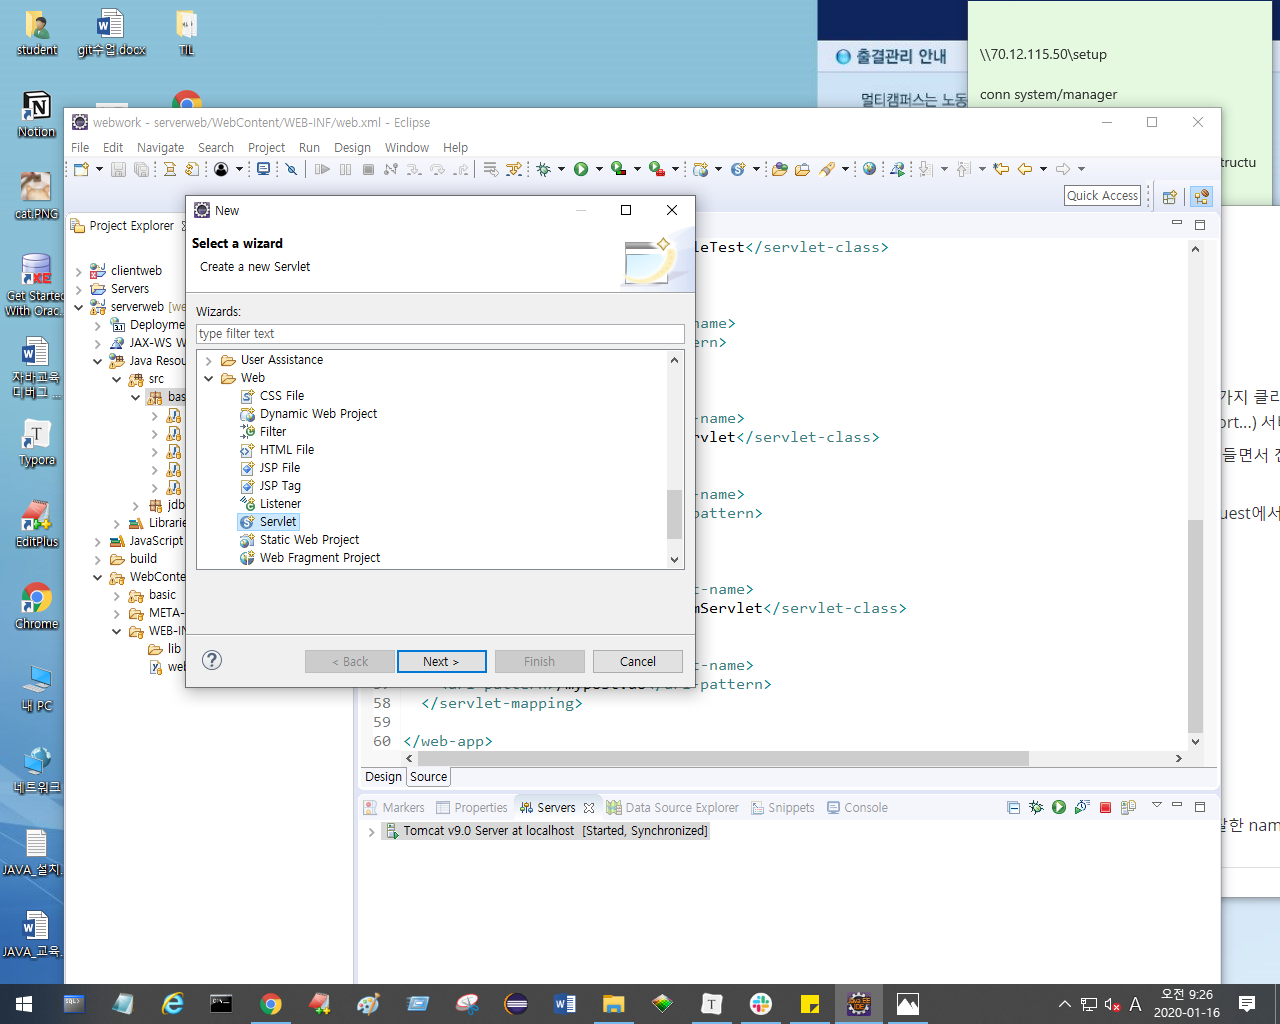 student
git수업.docx
TIL
Notion
cat.PNG
Get Started
With Orac...
자바교육
디버그 ...
Typora
EditPlus
Chrome
내 PC
네트워크
JAVA_설치.
JAVA_교육.
출결관리 안내
멀티캠퍼스는 노동
\\70.12.115.50\setup
conn system/manager
tructu
webwork - serverweb/WebContent/WEB-INF/web.xml - Eclipse
File Edit Navigate Search Project Run Design Window Help
Quick Access
Project Explorer
clientweb
Servers
serverweb [we
Deployme
JAX-WS W
Java Resou
src
bas
jdb
Librarie
JavaScript
build
WebConte
basic
META-
WEB-IN
lib
web
New
Select a wizard
Create a new Servlet
Wizards:
type filter text
User Assistance
Web
CSS File
Dynamic Web Project
Filter
HTML File
JSP File
JSP Tag
Listener
Servlet
Static Web Project
Web Fragment Project
< Back
Next >
Finish
Cancel
leTest</servlet-class>
name>
ern>
-name>
rvlet</servlet-class>
-name>
pattern>
t-name>
mServlet</servlet-class>
t-name>
pattern>
58 </servlet-mapping>
59
60 </web-app>
Design Source
Markers Properties Servers Data Source Explorer Snippets Console
Tomcat v9.0 Server at localhost [Started, Synchronized]
가지 클리
ort...) 서버
들면서 전
uest에서
nam
A
오전 9:26
2020-01-16